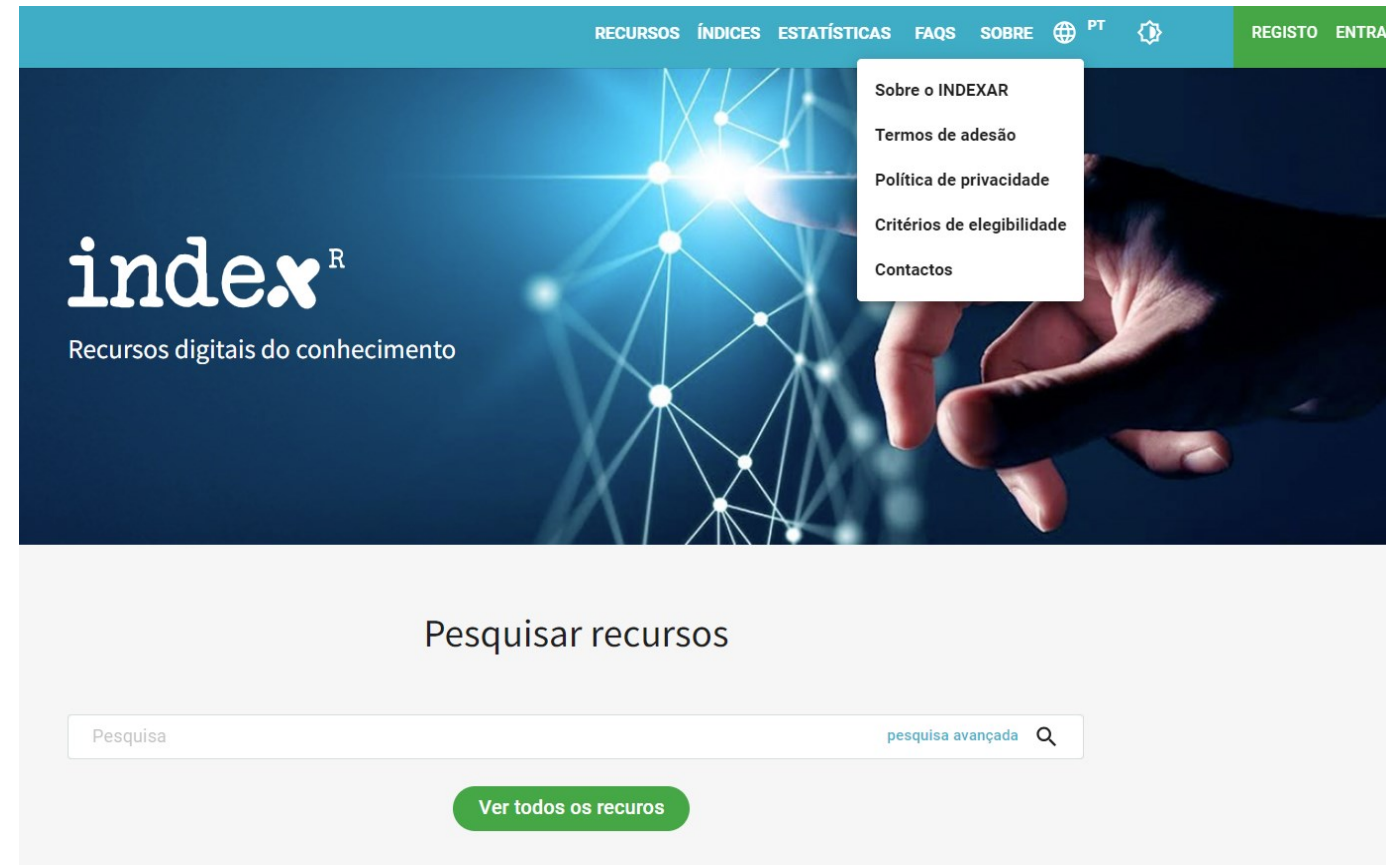 RECURSOS ÍNDICES ESTATÍSTICAS FAQS SOBRE PT REGISTO ENTRA
Sobre o INDEXAR
Termos de adesão
Política de privacidade
Critérios de elegibilidade
Contactos
index R
Recursos digitais do conhecimento
Pesquisar recursos
Pesquisa pesquisa avançada
Ver todos os recuros